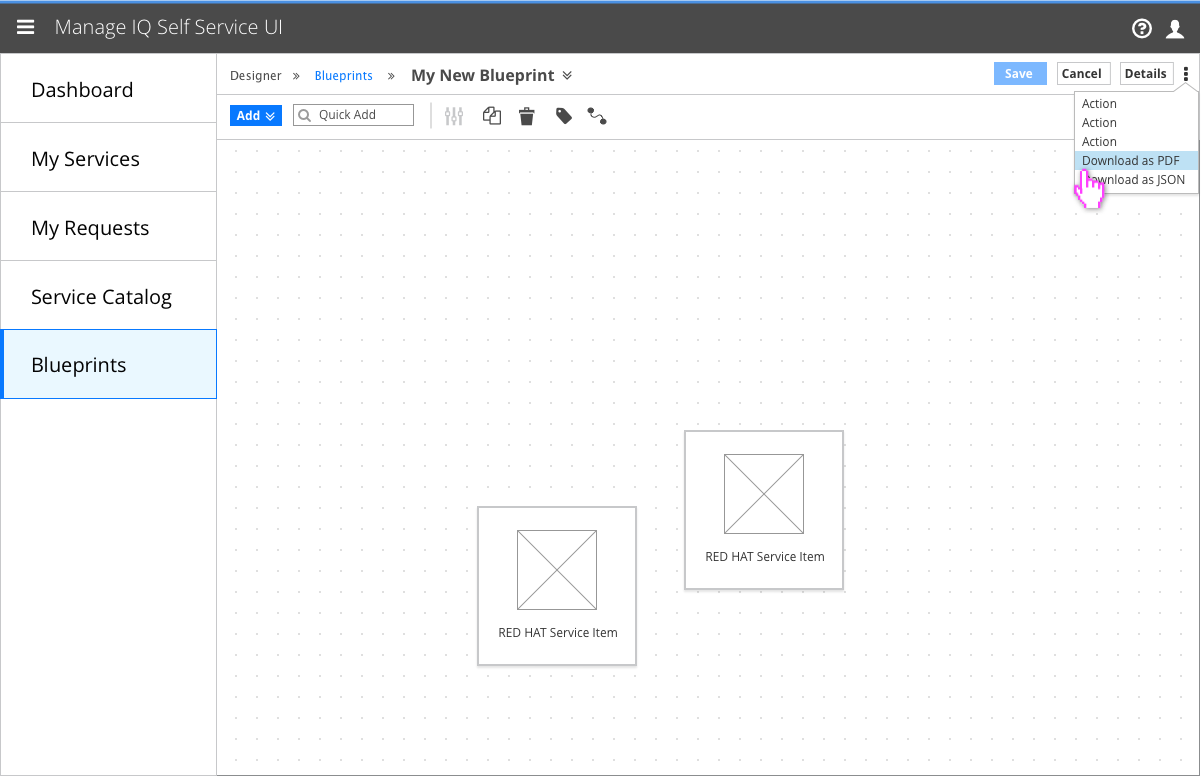 Manage IQ Self Service UI
Dashboard
My Services
My Requests
Service Catalog
Blueprints
Designer » Blueprints » My New Blueprint
Save Cancel Details
Add Quick Add
Action
Action
Action
Download as PDF
Download as JSON
RED HAT Service Item
RED HAT Service Item